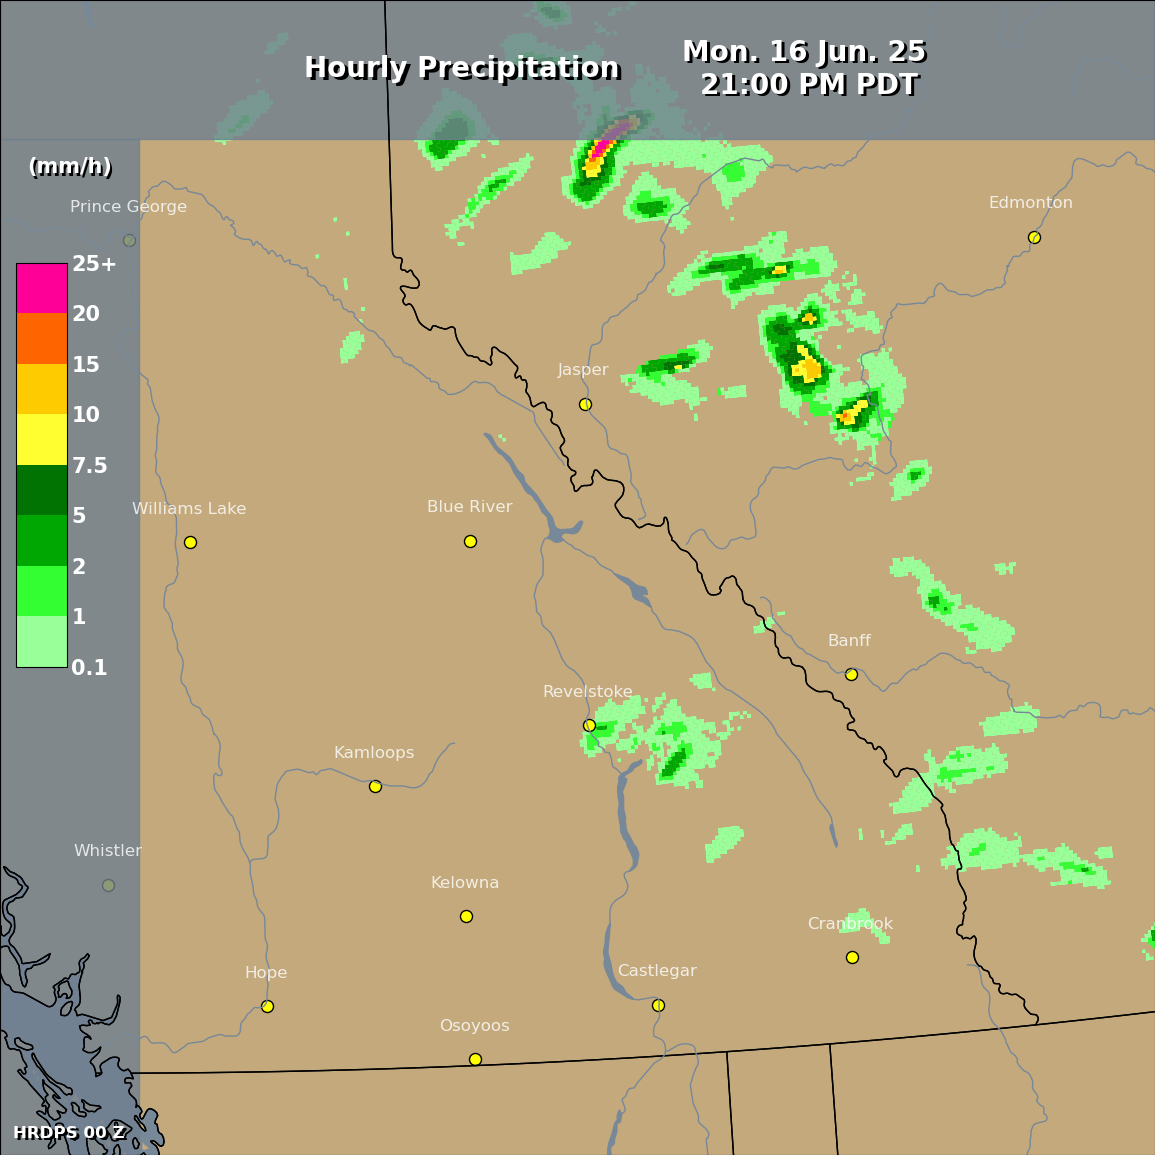 Hourly Precipitation
Mon. 16 Jun. 25
21:00 PM PDT
(mm/h)
25+
20
15
10
7.5
5
2
1
0.1
Prince George
Edmonton
Jasper
Williams Lake
Blue River
Banff
Revelstoke
Kamloops
Whistler
Kelowna
Cranbrook
Hope
Castlegar
Osoyoos
HRDPS 00 Z